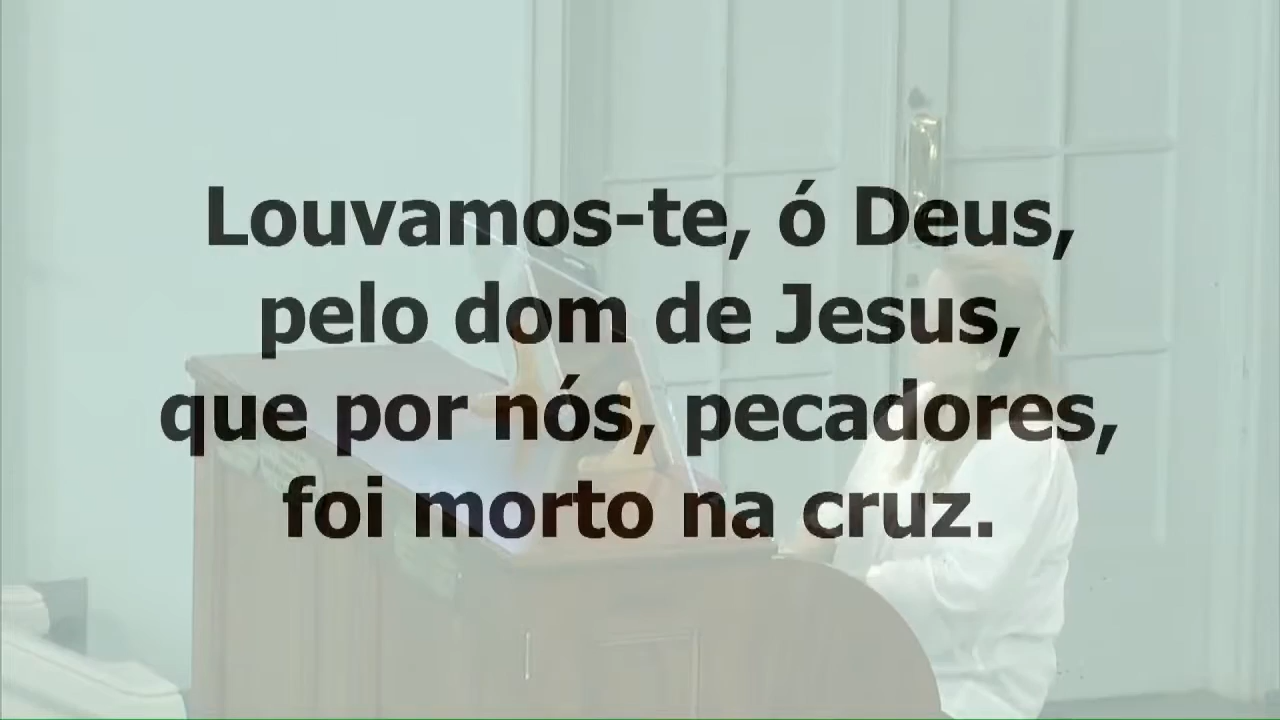 Louvamos-te, ó Deus,
pelo dom de Jesus,
que por nós, pecadores,
foi morto na cruz.